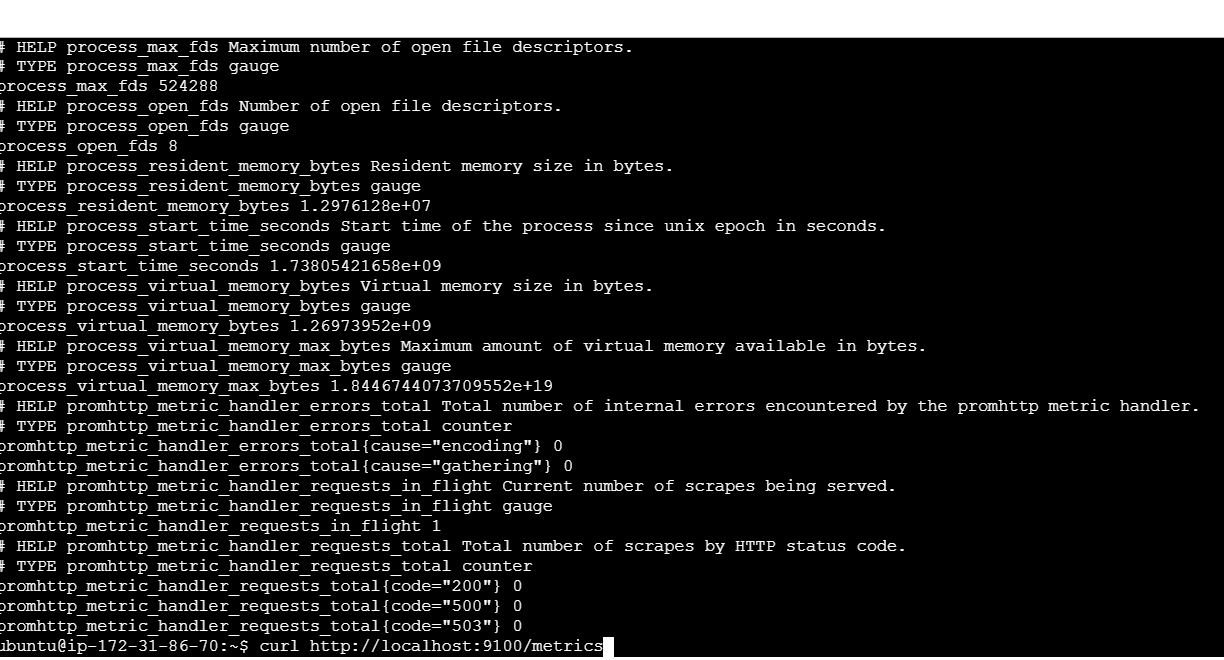 # HELP process_max_fds Maximum number of open file descriptors.
# TYPE process_max_fds gauge
process_max_fds 524288
# HELP process_open_fds Number of open file descriptors.
# TYPE process_open_fds gauge
process_open_fds 8
# HELP process_resident_memory_bytes Resident memory size in bytes.
# TYPE process_resident_memory_bytes gauge
process_resident_memory_bytes 1.2976128e+07
# HELP process_start_time_seconds Start time of the process since unix epoch in seconds.
# TYPE process_start_time_seconds gauge
process_start_time_seconds 1.73805421658e+09
# HELP process_virtual_memory_bytes Virtual memory size in bytes.
# TYPE process_virtual_memory_bytes gauge
process_virtual_memory_bytes 1.26973952e+09
# HELP process_virtual_memory_max_bytes Maximum amount of virtual memory available in bytes.
# TYPE process_virtual_memory_max_bytes gauge
process_virtual_memory_max_bytes 1.8446744073709552e+19
# HELP promhttp_metric_handler_errors_total Total number of internal errors encountered by the promhttp metric handler.
# TYPE promhttp_metric_handler_errors_total counter
promhttp_metric_handler_errors_total{cause="encoding"} 0
promhttp_metric_handler_errors_total{cause="gathering"} 0
# HELP promhttp_metric_handler_requests_in_flight Current number of scrapes being served.
# TYPE promhttp_metric_handler_requests_in_flight gauge
promhttp_metric_handler_requests_in_flight 1
# HELP promhttp_metric_handler_requests_total Total number of scrapes by HTTP status code.
# TYPE promhttp_metric_handler_requests_total counter
promhttp_metric_handler_requests_total{code="200"} 0
promhttp_metric_handler_requests_total{code="500"} 0
promhttp_metric_handler_requests_total{code="503"} 0
ubuntu@ip-172-31-86-70:~$ curl http://localhost:9100/metrics